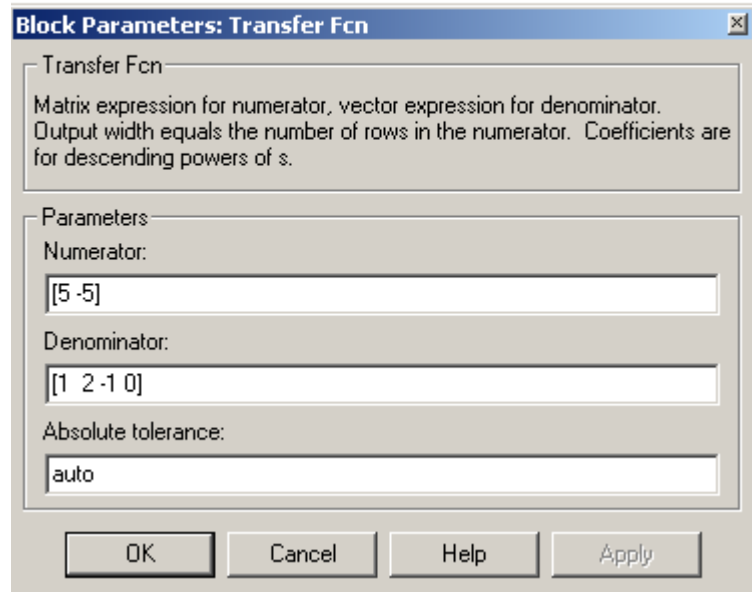 Block Parameters: Transfer Fcn
Transfer Fcn
Matrix expression for numerator, vector expression for denominator.
Output width equals the number of rows in the numerator.  Coefficients are
for descending powers of s.
Parameters
Numerator:
[5 -5]
Denominator:
[1  2 -1 0]
Absolute tolerance:
auto
OK Cancel Help Apply